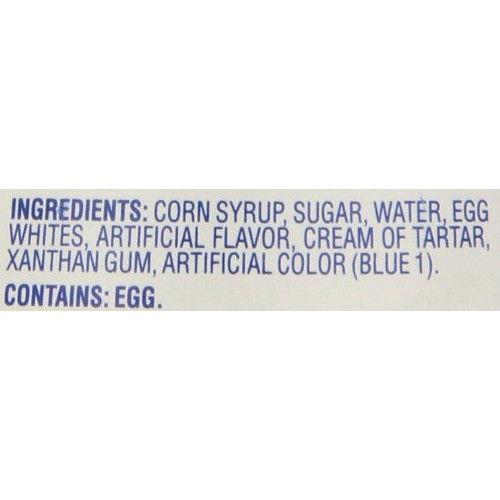 INGREDIENTS: CORN SYRUP, SUGAR, WATER, EGG
WHITES, ARTIFICIAL FLAVOR, CREAM OF TARTAR,
XANTHAN GUM, ARTIFICIAL COLOR (BLUE 1).
CONTAINS: EGG.